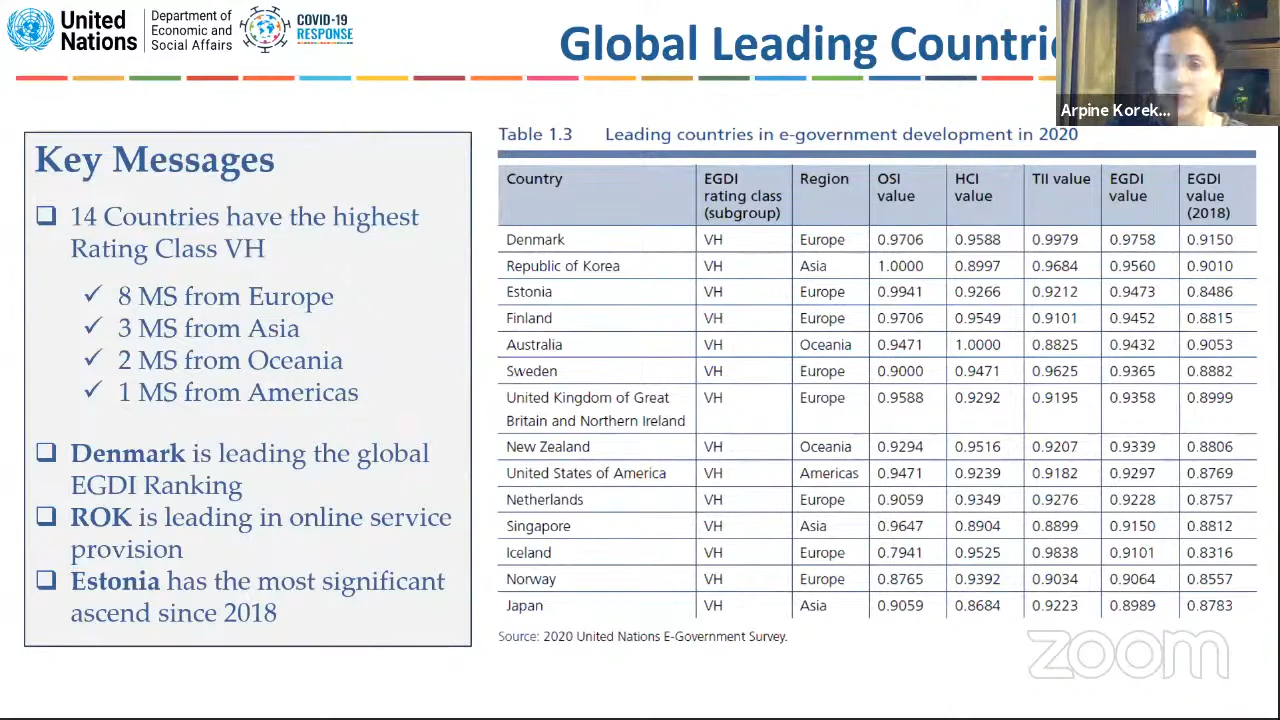 United
Nations
Department of
Economic and
Social Affairs
COVID-19
RESPONSE
Global Leading Countri
Arpine Korek...
Key Messages
14 Countries have the highest
Rating Class VH
8 MS from Europe
3 MS from Asia
2 MS from Oceania
1 MS from Americas
Denmark is leading the global
EGDI Ranking
ROK is leading in online service
provision
Estonia has the most significant
ascend since 2018
Table 1.3 Leading countries in e-government development in 2020
Country EGDI rating class (subgroup) Region OSI value HCI value TII value EGDI value EGDI value (2018)
Denmark VH Europe 0.9706 0.9588 0.9979 0.9758 0.9150
Republic of Korea VH Asia 1.0000 0.8997 0.9684 0.9560 0.9010
Estonia VH Europe 0.9941 0.9266 0.9212 0.9473 0.8486
Finland VH Europe 0.9706 0.9549 0.9101 0.9452 0.8815
Australia VH Oceania 0.9471 1.0000 0.8825 0.9432 0.9053
Sweden VH Europe 0.9000 0.9471 0.9625 0.9365 0.8882
United Kingdom of Great VH Europe 0.9588 0.9292 0.9195 0.9358 0.8999
Britain and Northern Ireland
New Zealand VH Oceania 0.9294 0.9516 0.9207 0.9339 0.8806
United States of America VH Americas 0.9471 0.9239 0.9182 0.9297 0.8769
Netherlands VH Europe 0.9059 0.9349 0.9276 0.9228 0.8757
Singapore VH Asia 0.9647 0.8904 0.8899 0.9150 0.8812
Iceland VH Europe 0.7941 0.9525 0.9838 0.9101 0.8316
Norway VH Europe 0.8765 0.9392 0.9034 0.9064 0.8557
Japan VH Asia 0.9059 0.8684 0.9223 0.8989 0.8783
Source: 2020 United Nations E-Government Survey.
zoom